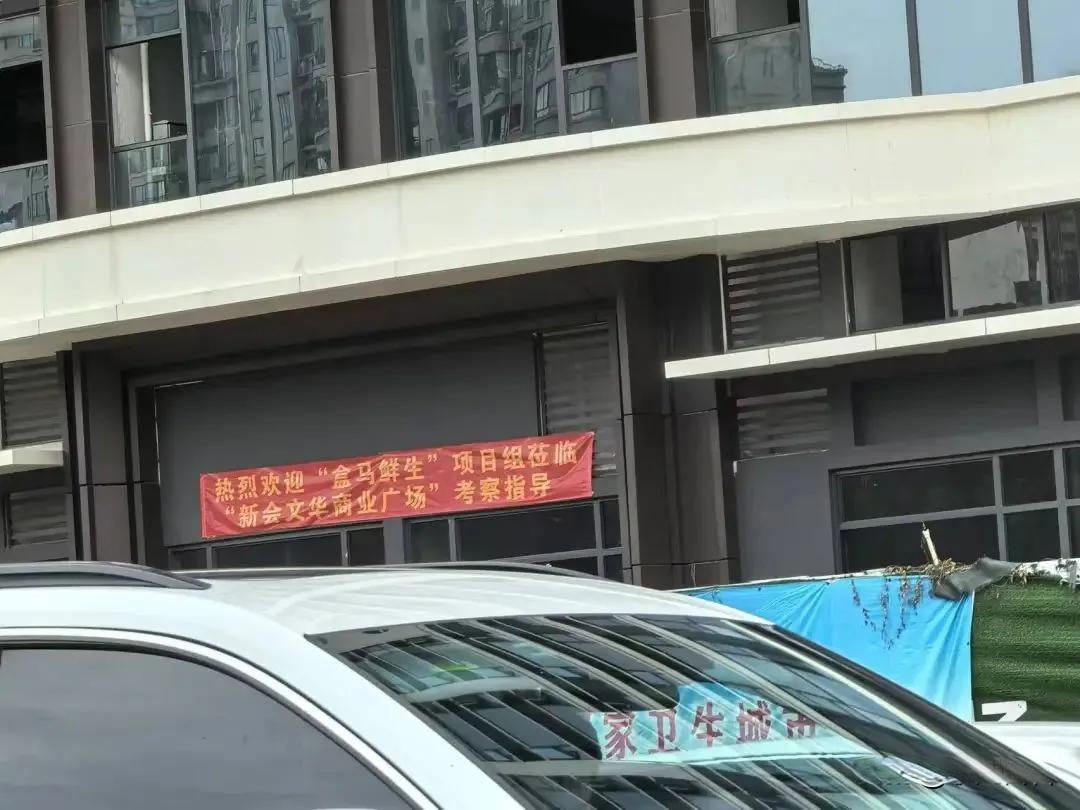 热烈欢迎 “盒马鲜生” 项目组莅临
“新会文华商业广场” 考察指导
家卫生城市